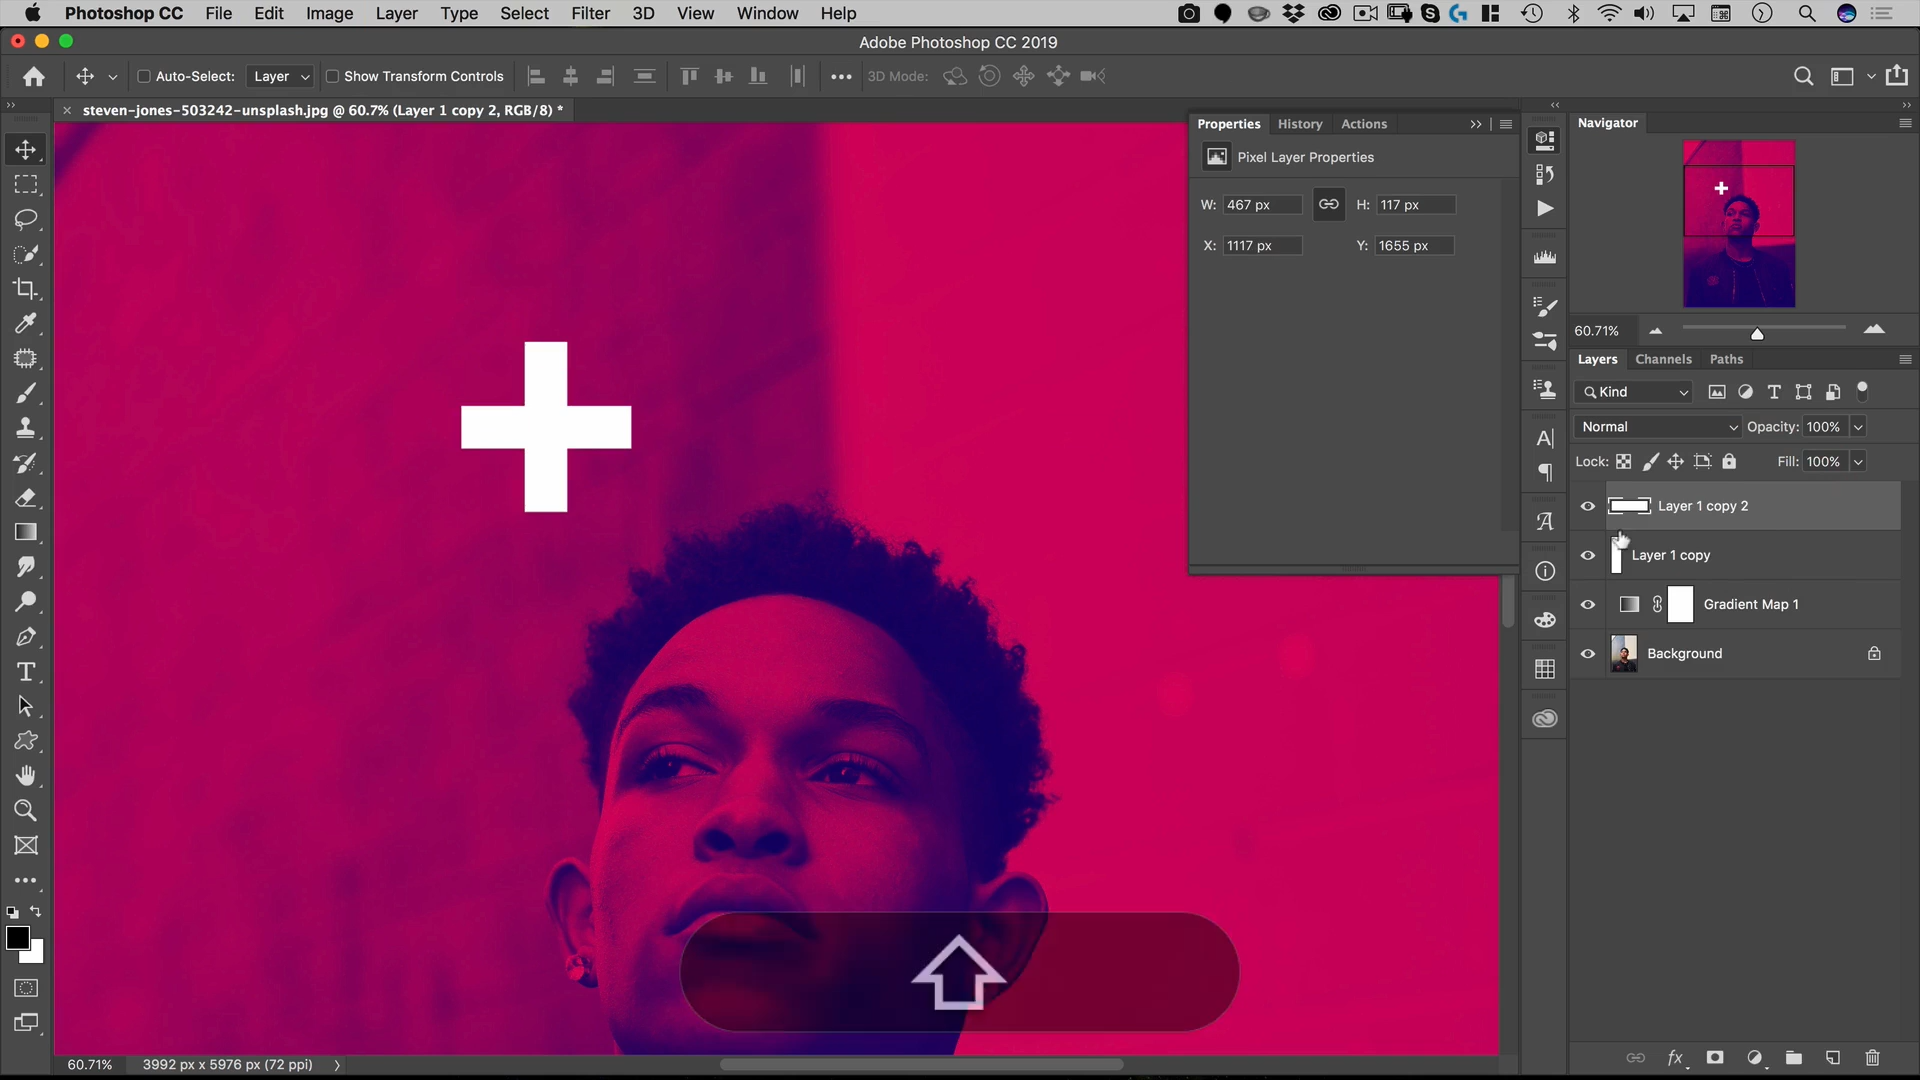 Photoshop CC File Edit Image Layer Type Select Filter 3D View Window Help
Adobe Photoshop CC 2019
Auto-Select: Layer Show Transform Controls 3D Mode:
steven-jones-503242-unsplash.jpg @ 60.7% (Layer 1 copy 2, RGB/8) *
Properties History Actions
Pixel Layer Properties
W: 467 px H: 117 px
X: 1117 px Y: 1655 px
Navigator
60.71%
Layers Channels Paths
Kind
Normal Opacity: 100%
Lock: Fill: 100%
Layer 1 copy 2
Layer 1 copy
Gradient Map 1
Background
60.71% 3992 px x 5976 px (72 ppi)